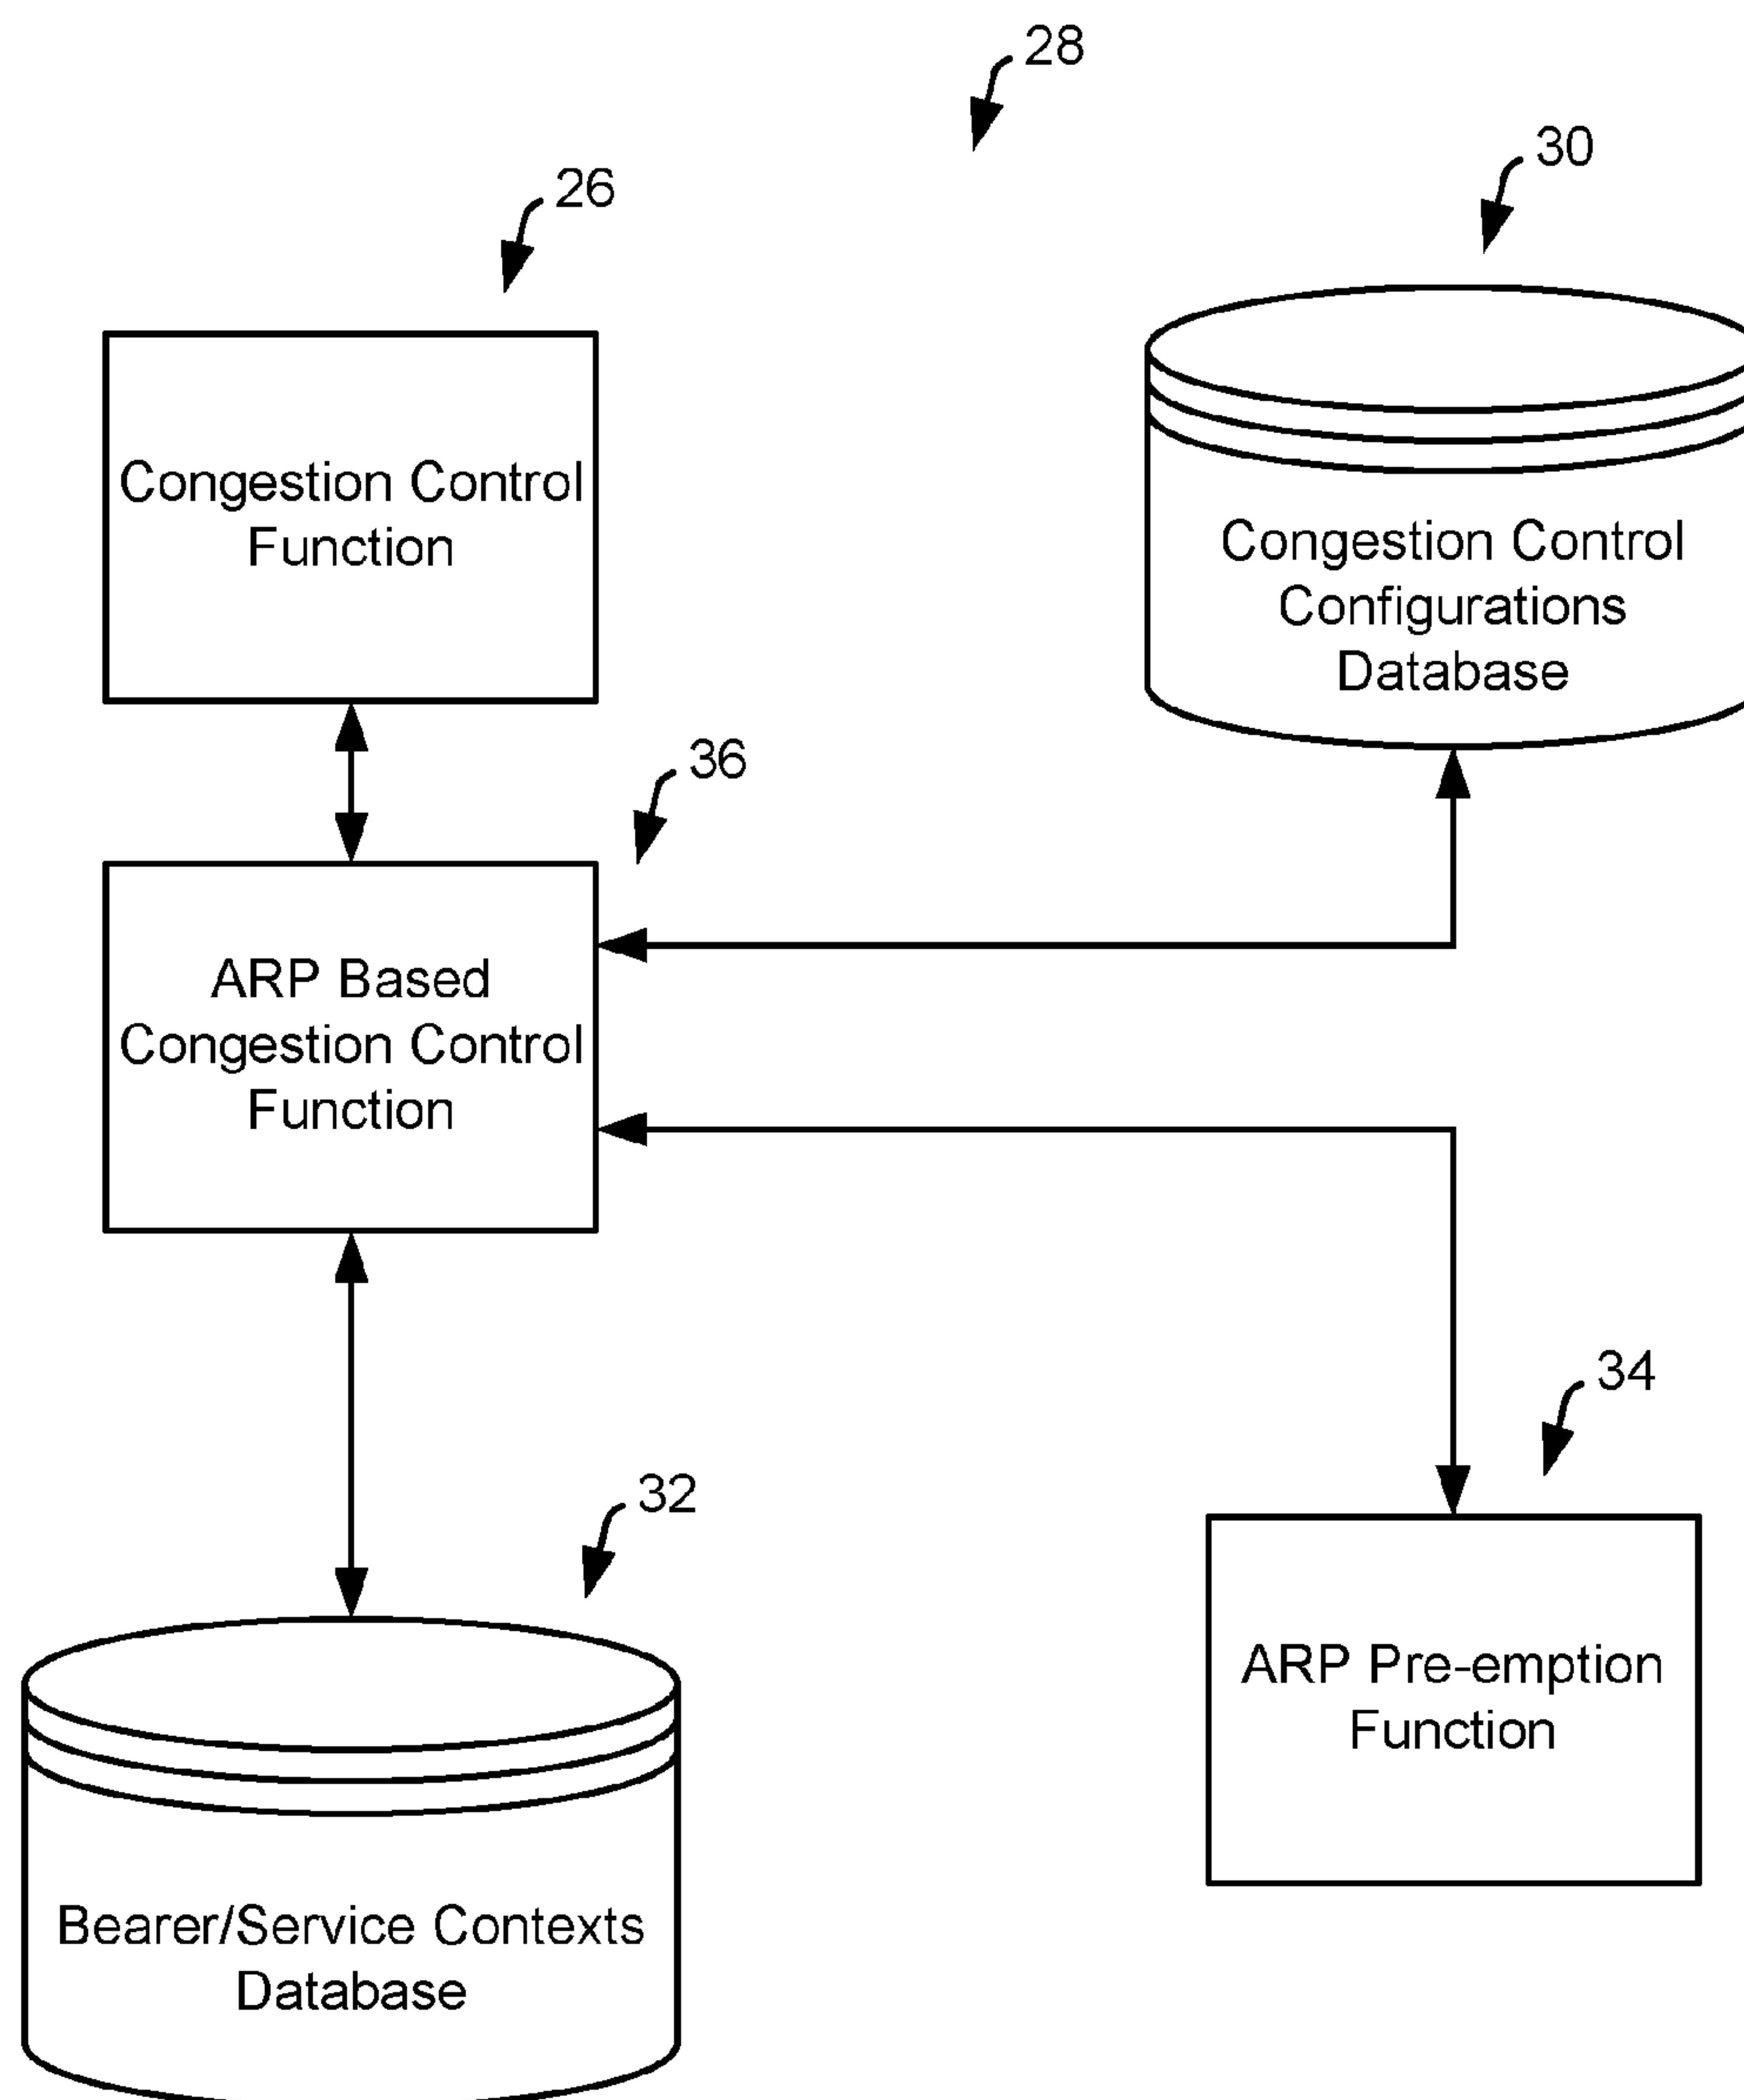 28
30
26
Congestion Control
Function
Congestion Control
Configurations
Database
36
ARP Based
Congestion Control
Function
34
32
ARP Pre-emption
Function
Bearer/Service Contexts
Database